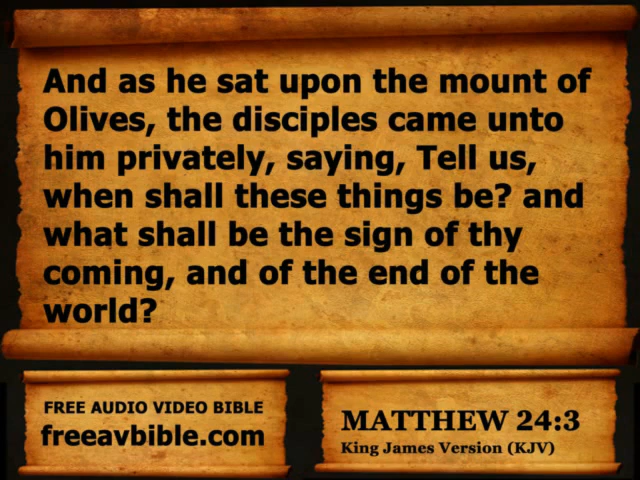 And as he sat upon the mount of
Olives, the disciples came unto
him privately, saying, Tell us,
when shall these things be? and
what shall be the sign of thy
coming, and of the end of the
world?
FREE AUDIO VIDEO BIBLE
freeavbible.com
MATTHEW 24:3
King James Version (KJV)